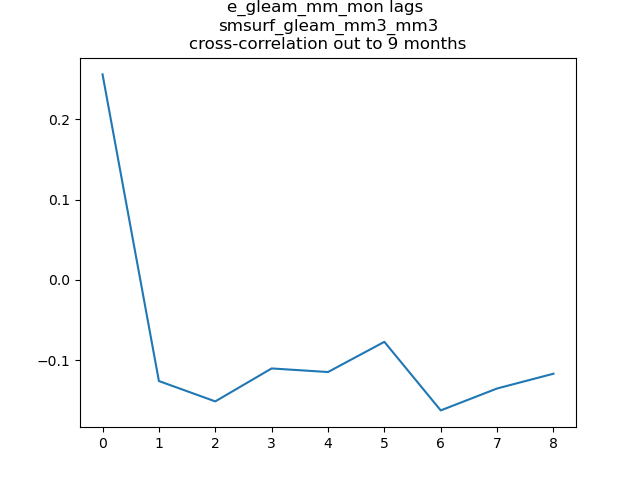 e_gleam_mm_mon lags
smsurf_gleam_mm3_mm3
cross-correlation out to 9 months
0.2
0.1
0.0
−0.1
0 1 2 3 4 5 6 7 8